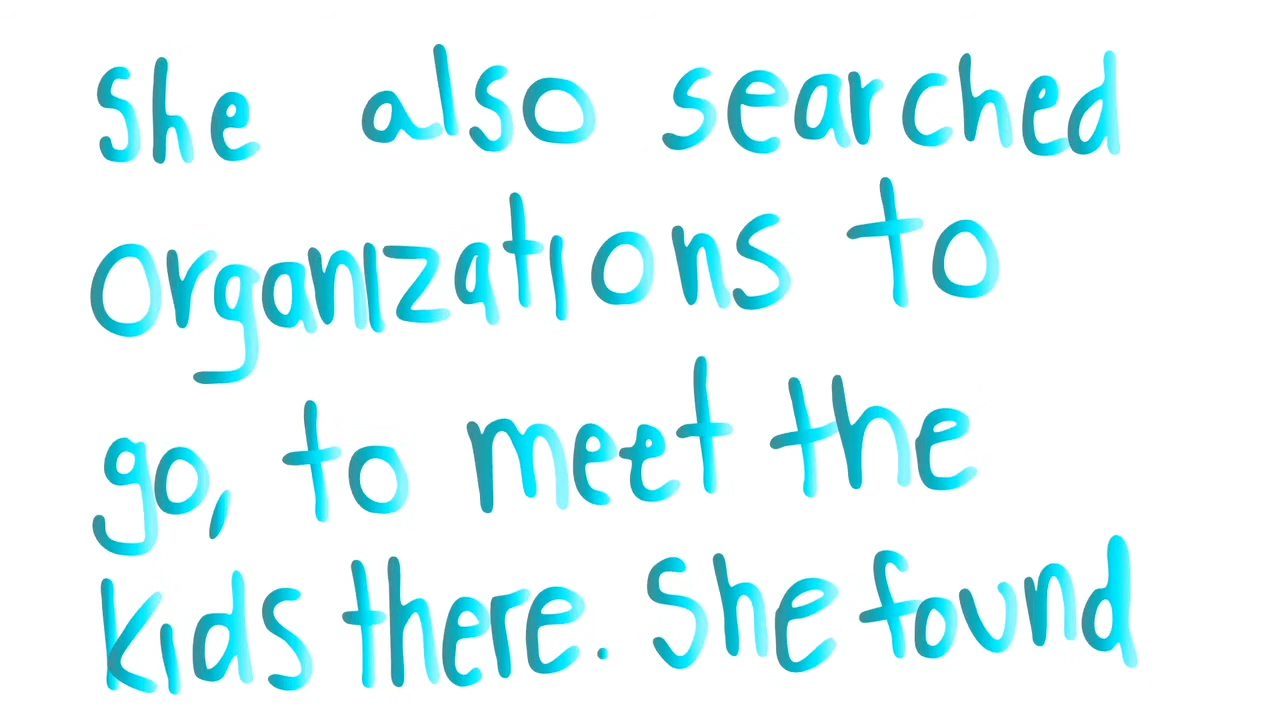 She also searched
organizations to
go, to meet the
kids there. She found